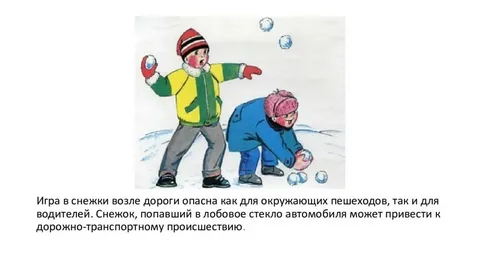 Игра в снежки возле дороги опасна как для окружающих пешеходов, так и для
водителей. Снежок, попавший в лобовое стекло автомобиля может привести к
дорожно-транспортному происшествию.